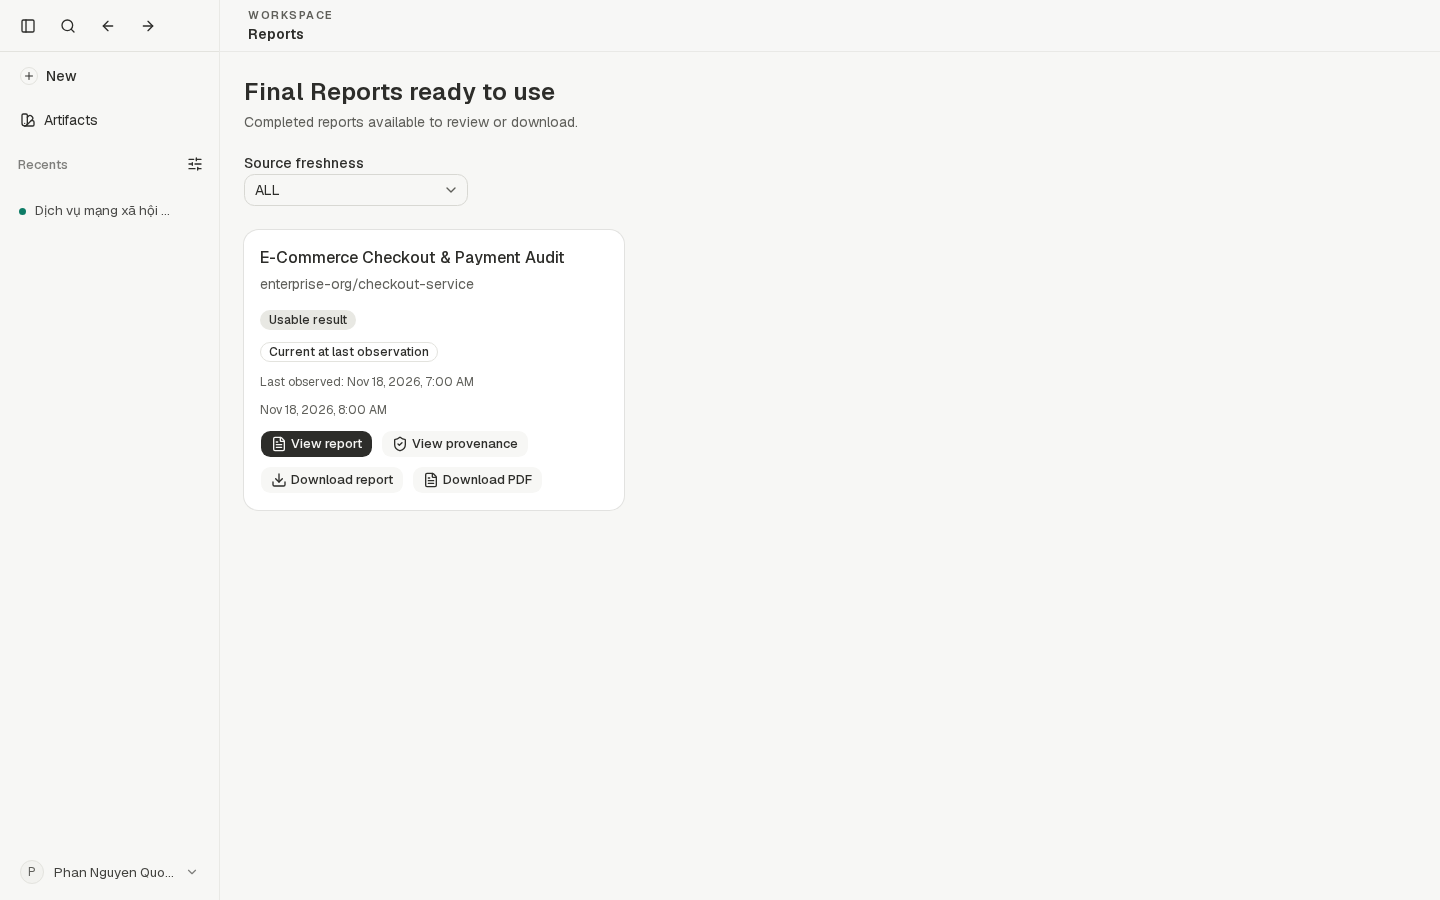 WORKSPACE
Reports
New
Artifacts
Recents
Dịch vụ mạng xã hội ...
Final Reports ready to use
Completed reports available to review or download.
Source freshness
ALL
E-Commerce Checkout & Payment Audit
enterprise-org/checkout-service
Usable result
Current at last observation
Last observed: Nov 18, 2026, 7:00 AM
Nov 18, 2026, 8:00 AM
View report
View provenance
Download report
Download PDF
P
Phan Nguyen Quo...